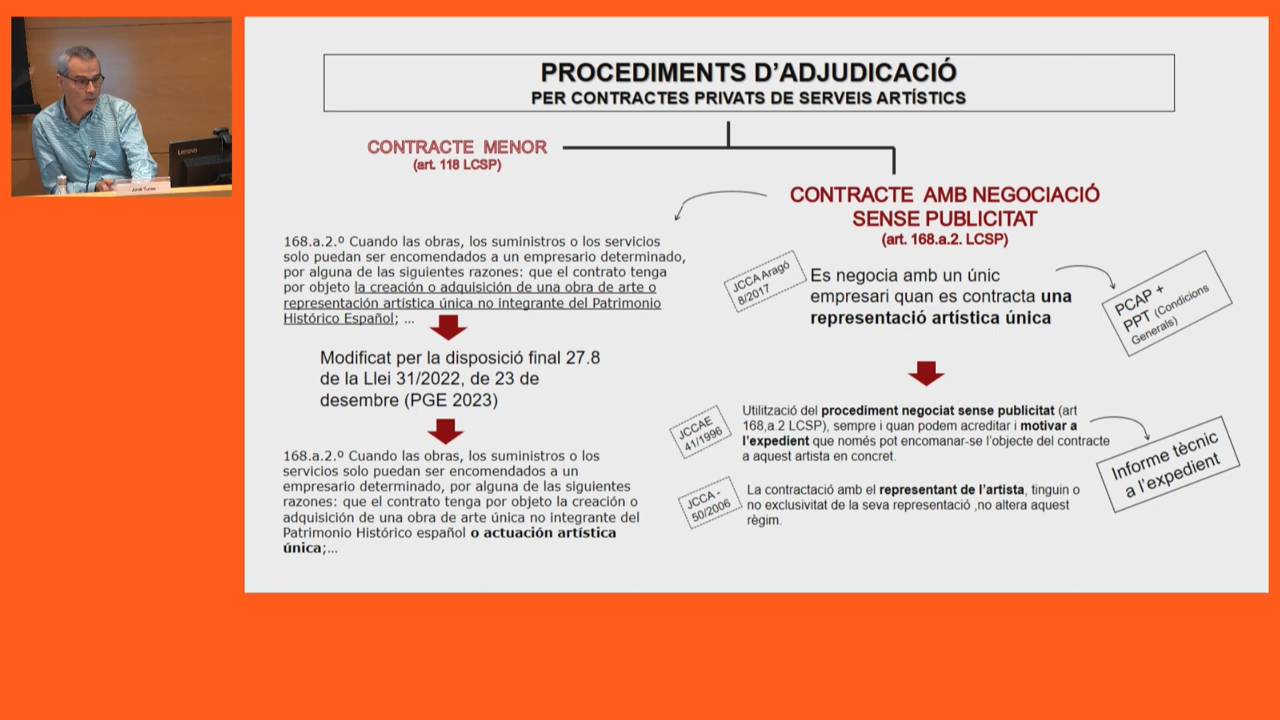 PROCEDIMENTS D'ADJUDICACIÓ
PER CONTRACTES PRIVATS DE SERVEIS ARTÍSTICS
CONTRACTE MENOR
(art. 118 LCSP)
CONTRACTE AMB NEGOCIACIÓ
SENSE PUBLICITAT
(art. 168.a.2. LCSP)
168.a.2.º Cuando las obras, los suministros o los servicios
solo puedan ser encomendados a un empresario determinado,
por alguna de las siguientes razones: que el contrato tenga
por objeto la creación o adquisición de una obra de arte o
representación artística única no integrante del Patrimonio
Histórico Español; ...
Modificat per la disposició final 27.8
de la Llei 31/2022, de 23 de
desembre (PGE 2023)
168.a.2.º Cuando las obras, los suministros o los
servicios solo puedan ser encomendados a un
empresario determinado, por alguna de las siguientes
razones: que el contrato tenga por objeto la creación o
adquisición de una obra de arte única no integrante del
Patrimonio Histórico español o actuación artística
única;...
JCCA Aragó
8/2017
Es negocia amb un únic
empresari quan es contracta una
representació artística única
PCAP +
PPT (Condicions
Generals)
JCCAE
41/1996
Utilització del procediment negociat sense publicitat (art
168,a.2 LCSP), sempre i quan podem acreditar i motivar a
l'expedient que només pot encomanar-se l'objecte del contracte
a aquest artista en concret.
Informe tècnic
a l'expedient
JCCA -
50/2006
La contractació amb el representant de l'artista, tinguin o
no exclusivitat de la seva representació ,no altera aquest
règim.
Lenovo
Jordi Tunes